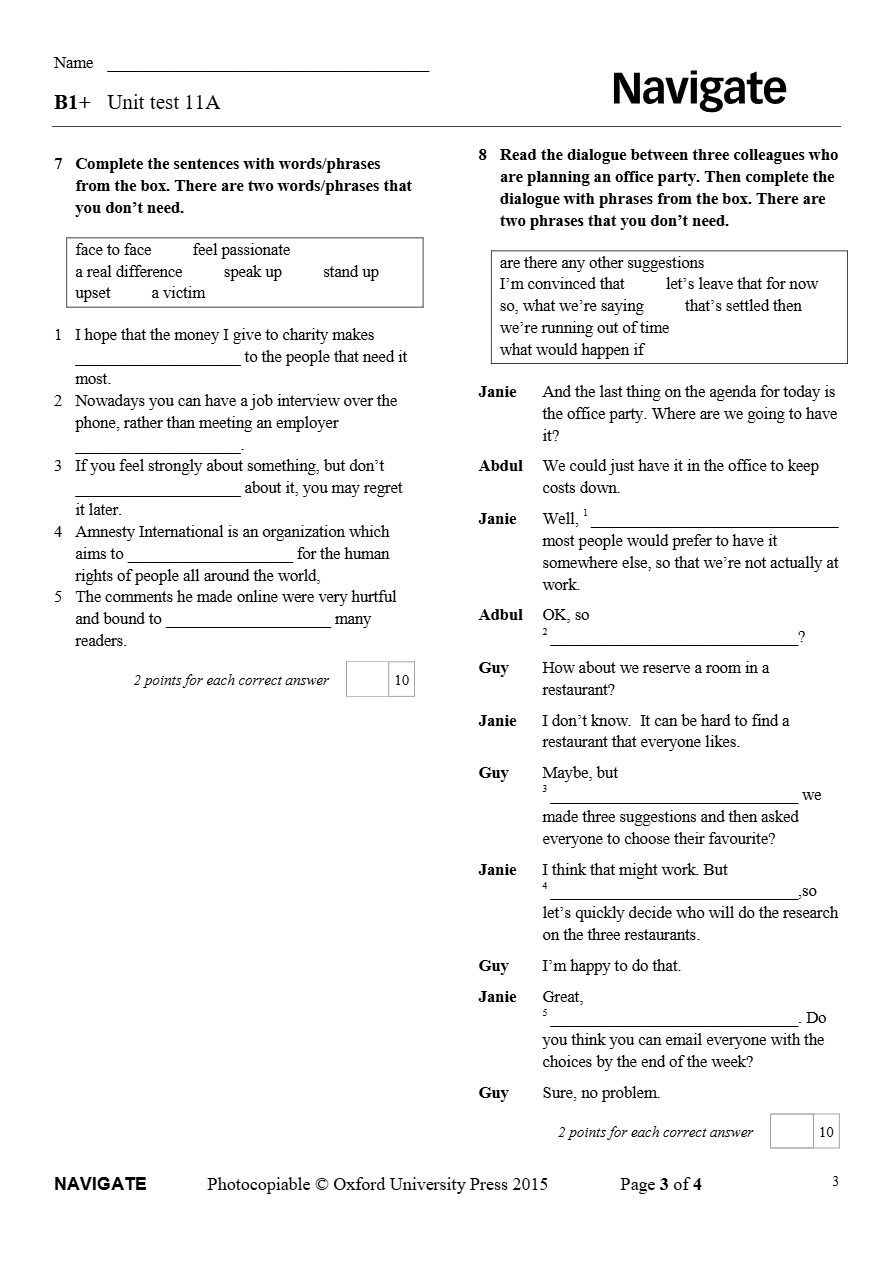 Name ________________________________________
Navigate
B1+ Unit test 11A
7 Complete the sentences with words/phrases
from the box. There are two words/phrases that
you don’t need.
face to face feel passionate
a real difference speak up stand up
upset a victim
1 I hope that the money I give to charity makes
____________________ to the people that need it
most.
2 Nowadays you can have a job interview over the
phone, rather than meeting an employer
____________________.
3 If you feel strongly about something, but don’t
____________________ about it, you may regret
it later.
4 Amnesty International is an organization which
aims to ____________________ for the human
rights of people all around the world,
5 The comments he made online were very hurtful
and bound to ____________________ many
readers.
2 points for each correct answer 10
8 Read the dialogue between three colleagues who
are planning an office party. Then complete the
dialogue with phrases from the box. There are
two phrases that you don’t need.
are there any other suggestions
I’m convinced that let’s leave that for now
so, what we’re saying that’s settled then
we’re running out of time
what would happen if
Janie And the last thing on the agenda for today is
the office party. Where are we going to have
it?
Abdul We could just have it in the office to keep
costs down.
Janie Well, 1 ______________________________
most people would prefer to have it
somewhere else, so that we’re not actually at
work.
Adbul OK, so
2 ______________________________?
Guy How about we reserve a room in a
restaurant?
Janie I don’t know. It can be hard to find a
restaurant that everyone likes.
Guy Maybe, but
3 ______________________________ we
made three suggestions and then asked
everyone to choose their favourite?
Janie I think that might work. But
4 ______________________________,so
let’s quickly decide who will do the research
on the three restaurants.
Guy I’m happy to do that.
Janie Great,
5 ______________________________. Do
you think you can email everyone with the
choices by the end of the week?
Guy Sure, no problem.
2 points for each correct answer 10
NAVIGATE Photocopiable © Oxford University Press 2015 Page 3 of 4 3